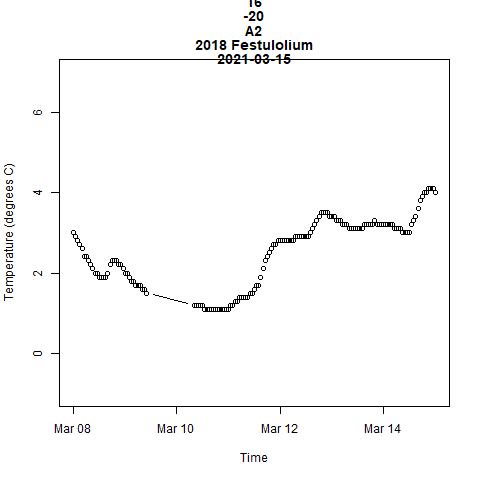 16
-20
A2
2018 Festulolium
2021-03-15
Temperature (degrees C)
6
4
2
0
Mar 08 Mar 10 Mar 12 Mar 14
Time